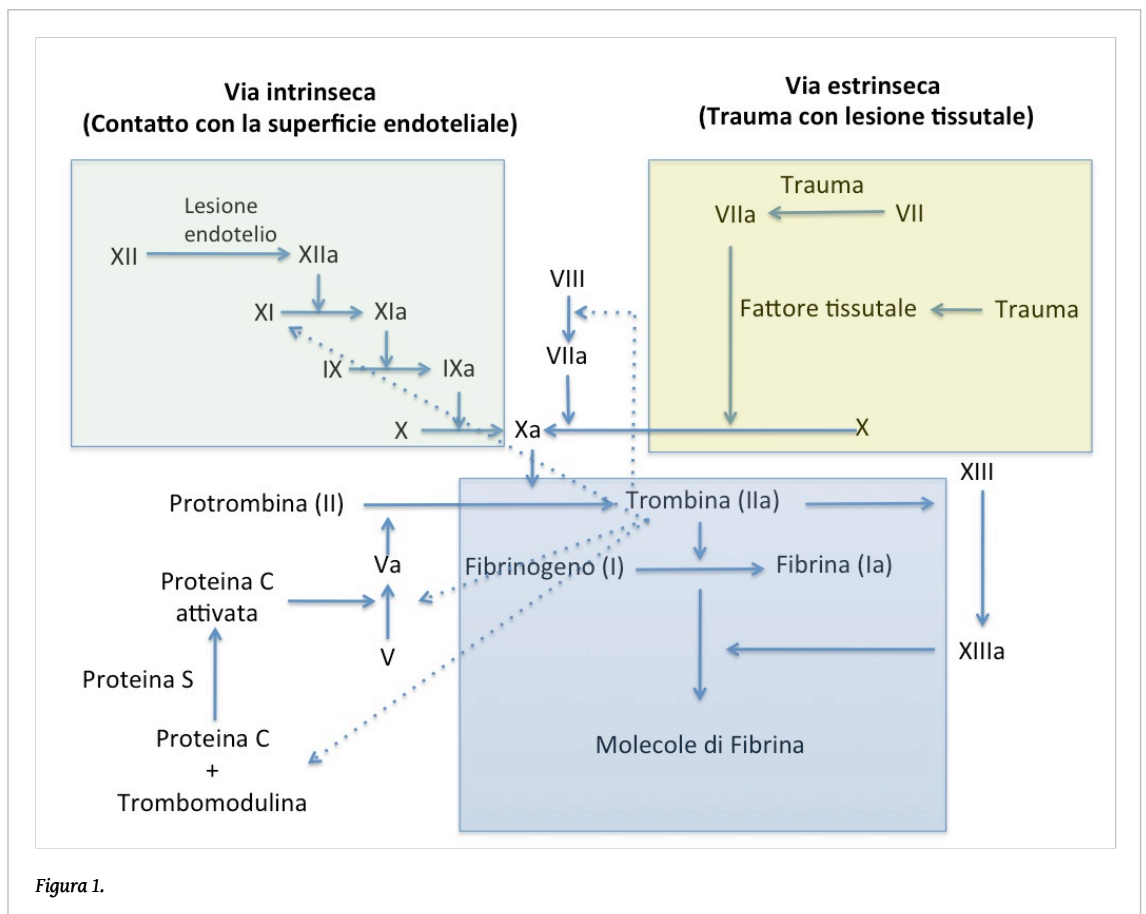 Via intrinseca
(Contatto con la superficie endoteliale)
Via estrinseca
(Trauma con lesione tissutale)
Lesione
endotelio
XII
XIIa
XI
XIa
IX
IXa
X
Xa
VIII
VIIa
Trauma
VIIa
VII
Fattore tissutale
Trauma
X
XIII
Protrombina (II)
Trombina (IIa)
Va
Fibrinogeno (I)
Fibrina (Ia)
Proteina C
attivata
V
XIIIa
Proteina S
Proteina C
+
Trombomodulina
Molecole di Fibrina
Figura 1.